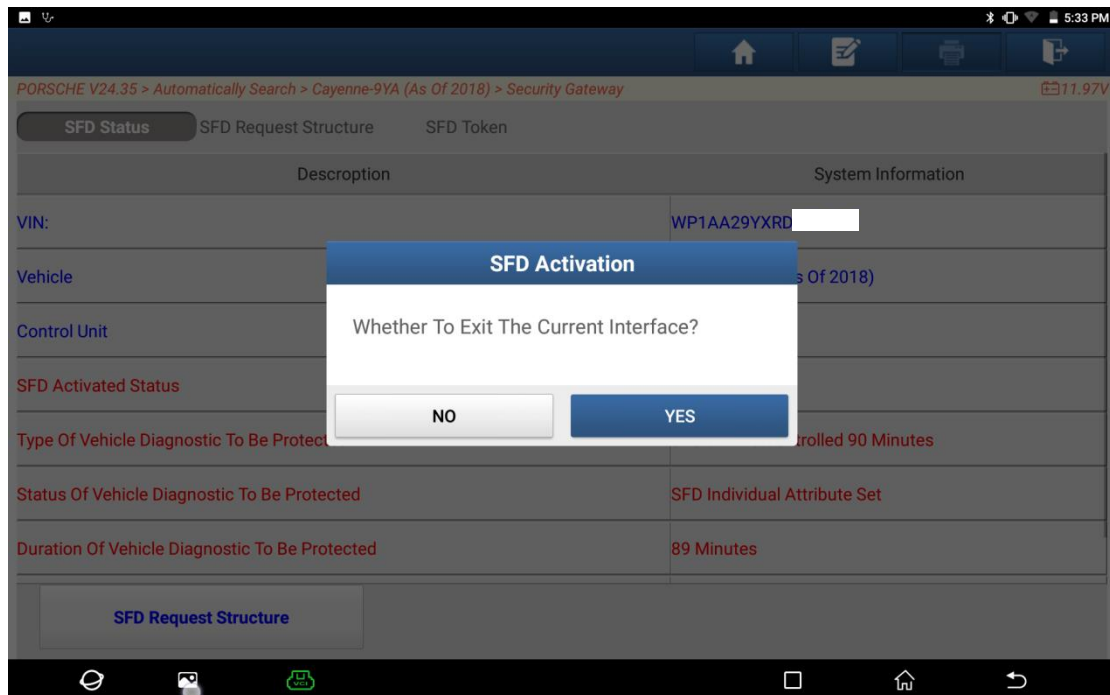 5:33 PM
PORSCHE V24.35 > Automatically Search > Cayenne-9YA (As Of 2018) > Security Gateway 11.97V
SFD Status SFD Request Structure SFD Token
Descroption System Information
VIN: WP1AA29YXRD
SFD Activation
Vehicle s Of 2018)
Whether To Exit The Current Interface?
Control Unit
SFD Activated Status
NO YES
Type Of Vehicle Diagnostic To Be Protect trolled 90 Minutes
Status Of Vehicle Diagnostic To Be Protected SFD Individual Attribute Set
Duration Of Vehicle Diagnostic To Be Protected 89 Minutes
SFD Request Structure
VCI